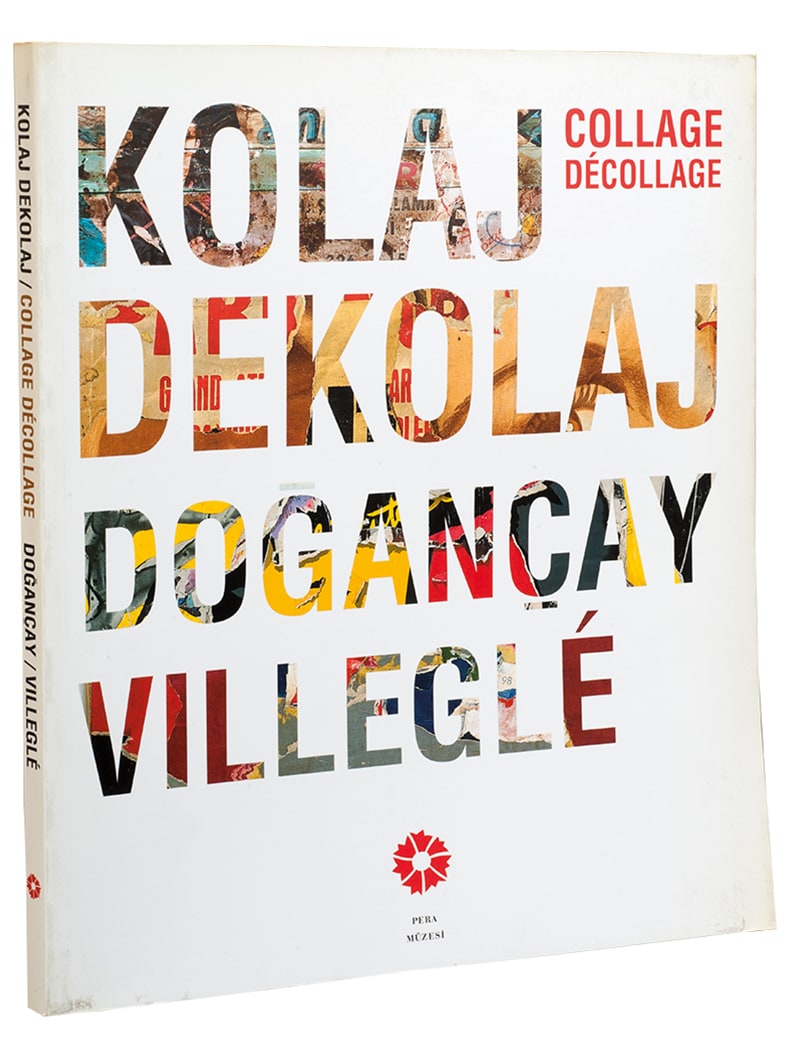 KOLAJ DEKOLAJ / COLLAGE DÉCOLLAGE DOĞANÇAY / VILLEGLÉ
KOLAJ
COLLAGE
DÉCOLLAGE
DEKOLAJ
DOĞANÇAY
VILLEGLÉ
PERA
MÜZESİ